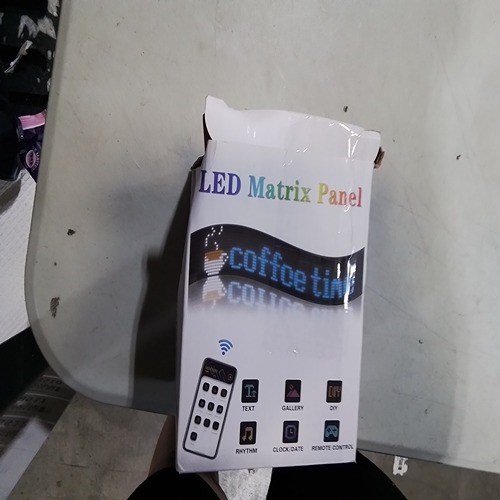 LED Matrix Panel
coffee time
TEXT GALLERY DIY
RHYTHM CLOCK/DATE REMOTE CONTROL